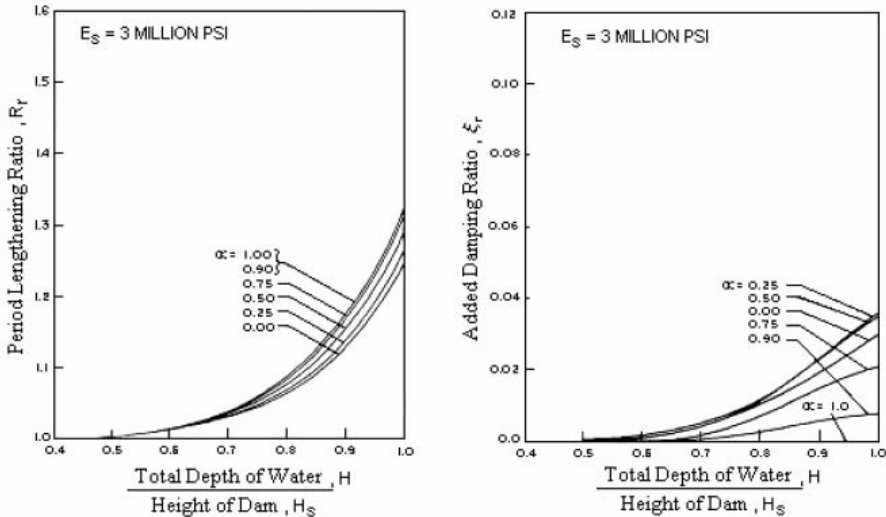 1.6
1.5
1.4
1.3
1.2
1.1
1.0
Period Lengthening Ratio , Rr
ES = 3 MILLION PSI
α = 1.00
0.90
0.75
0.50
0.25
0.00
0.4 0.5 0.6 0.7 0.8 0.9 1.0
Total Depth of Water , H
Height of Dam , HS
0.12
0.10
0.08
0.06
0.04
0.02
0.0
Added Damping Ratio , ξr
ES = 3 MILLION PSI
α = 0.25
0.50
0.00
0.75
0.90
α = 1.0
0.4 0.5 0.6 0.7 0.8 0.9 1.0
Total Depth of Water , H
Height of Dam , HS